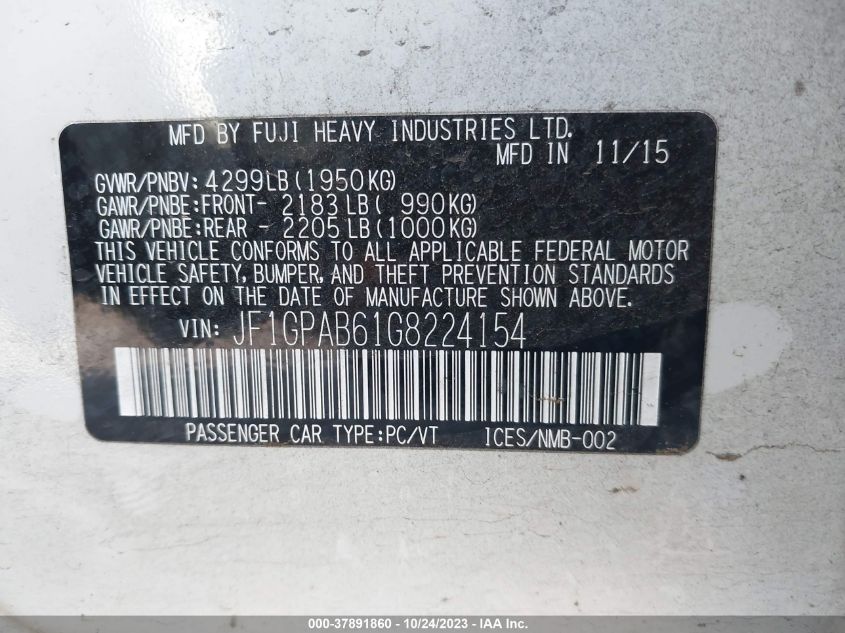 MFD BY FUJI HEAVY INDUSTRIES LTD.
MFD IN 11/15
GVWR/PNBV: 4299LB (1950KG)
GAWR/PNBE:FRONT- 2183 LB ( 990KG)
GAWR/PNBE:REAR - 2205 LB (1000KG)
THIS VEHICLE CONFORMS TO ALL APPLICABLE FEDERAL MOTOR
VEHICLE SAFETY, BUMPER, AND THEFT PREVENTION STANDARDS
IN EFFECT ON THE DATE OF MANUFACTURE SHOWN ABOVE.
VIN: JF1GPAB61G8224154
PASSENGER CAR TYPE:PC/VT ICES/NMB-002
000-37891860 - 10/24/2023 - IAA Inc.